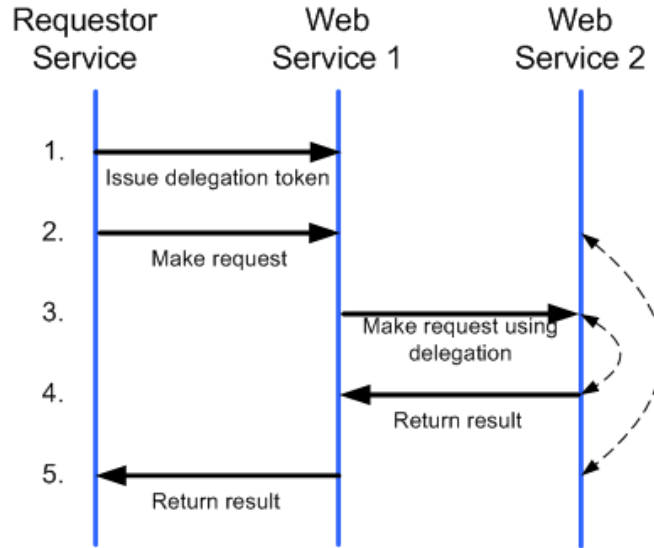 Requestor
Service
Web
Service 1
Web
Service 2
1.
Issue delegation token
2.
Make request
3.
Make request using
delegation
4.
Return result
5.
Return result